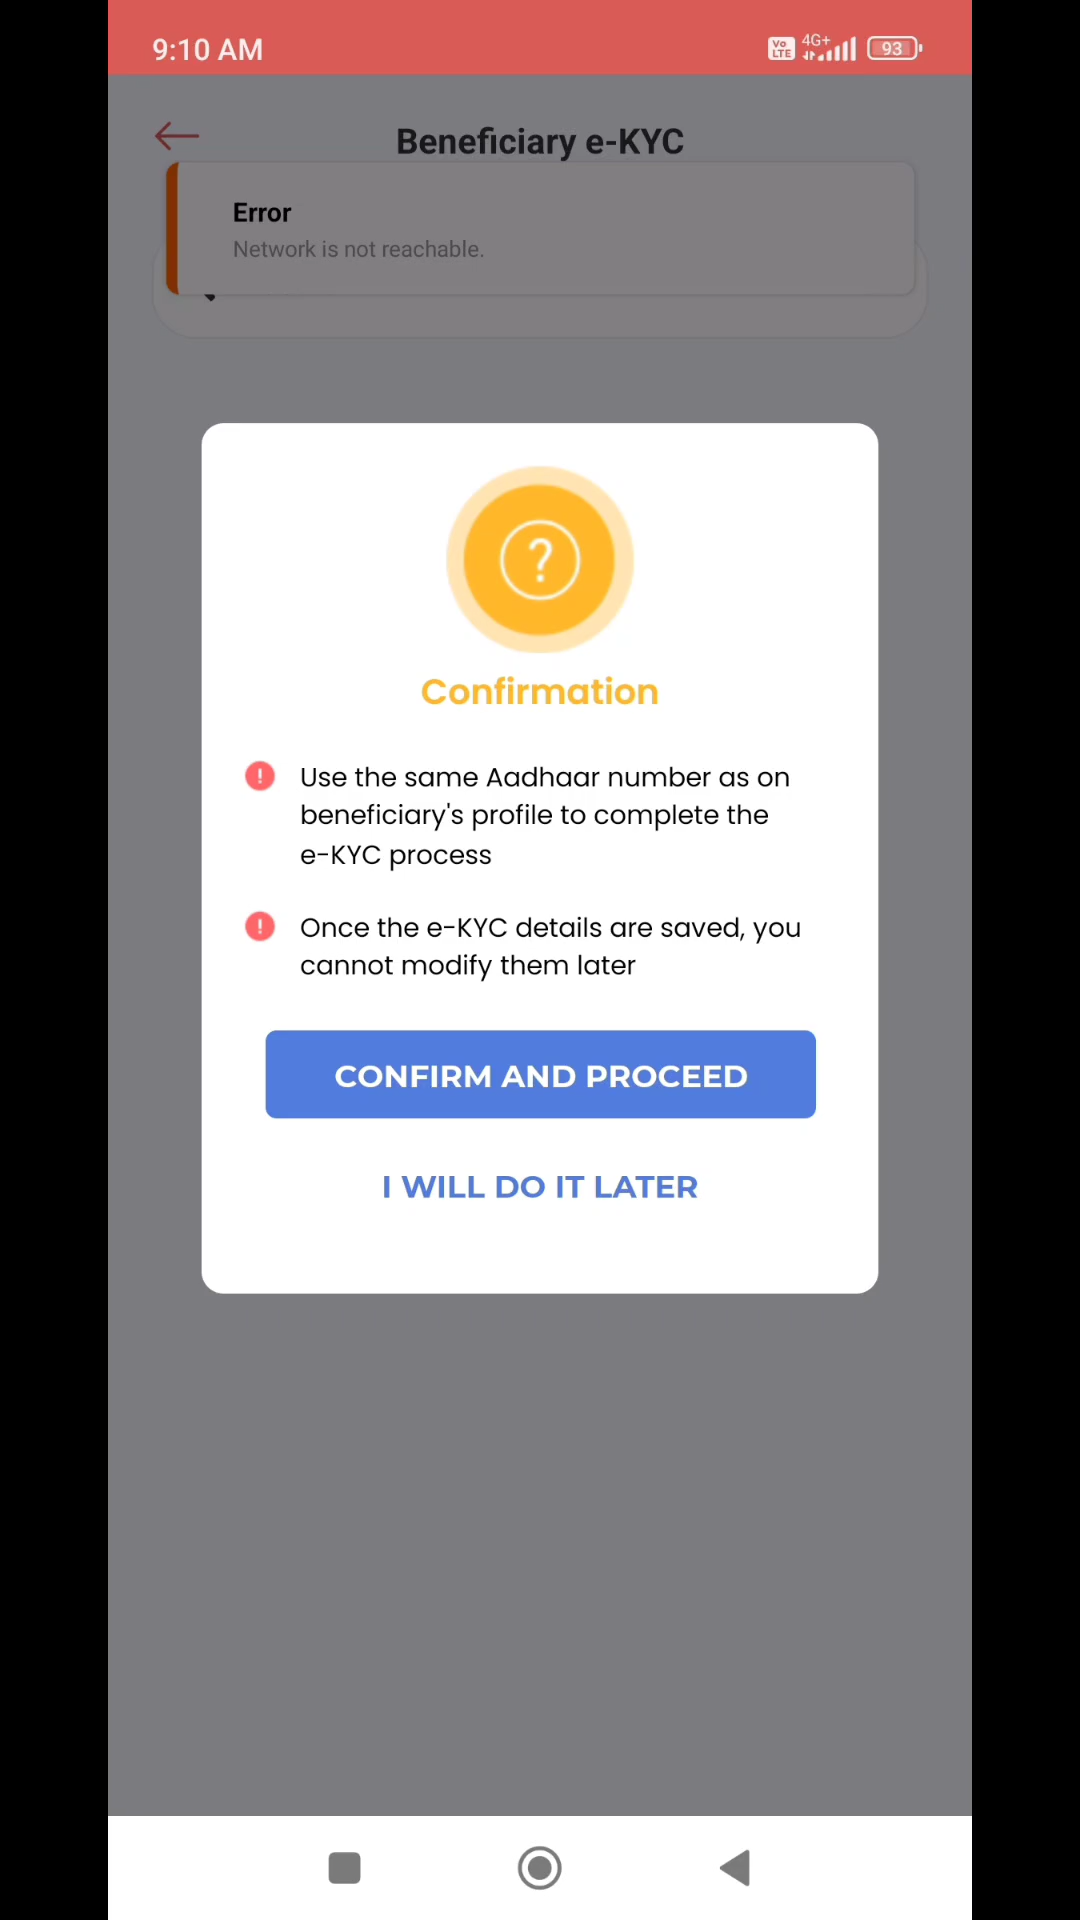 9:10 AM
Vo LTE 4G+ 93
Beneficiary e-KYC
Error
Network is not reachable.
?
Confirmation
! Use the same Aadhaar number as on
beneficiary's profile to complete the
e-KYC process
! Once the e-KYC details are saved, you
cannot modify them later
CONFIRM AND PROCEED
I WILL DO IT LATER